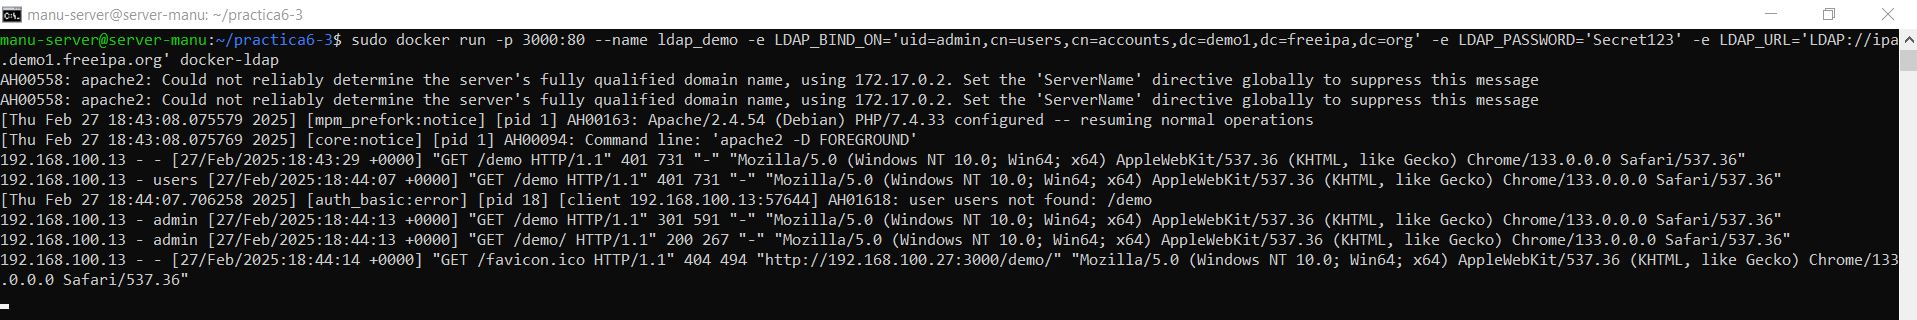 manu-server@server-manu: ~/practica6-3
manu-server@server-manu:~/practica6-3$ sudo docker run -p 3000:80 --name ldap_demo -e LDAP_BIND_ON='uid=admin,cn=users,cn=accounts,dc=demo1,dc=freeipa,dc=org' -e LDAP_PASSWORD='Secret123' -e LDAP_URL='LDAP://ipa
.demo1.freeipa.org' docker-ldap
AH00558: apache2: Could not reliably determine the server's fully qualified domain name, using 172.17.0.2. Set the 'ServerName' directive globally to suppress this message
AH00558: apache2: Could not reliably determine the server's fully qualified domain name, using 172.17.0.2. Set the 'ServerName' directive globally to suppress this message
[Thu Feb 27 18:43:08.075579 2025] [mpm_prefork:notice] [pid 1] AH00163: Apache/2.4.54 (Debian) PHP/7.4.33 configured -- resuming normal operations
[Thu Feb 27 18:43:08.075769 2025] [core:notice] [pid 1] AH00094: Command line: 'apache2 -D FOREGROUND'
192.168.100.13 - - [27/Feb/2025:18:43:29 +0000] "GET /demo HTTP/1.1" 401 731 "-" "Mozilla/5.0 (Windows NT 10.0; Win64; x64) AppleWebKit/537.36 (KHTML, like Gecko) Chrome/133.0.0.0 Safari/537.36"
192.168.100.13 - users [27/Feb/2025:18:44:07 +0000] "GET /demo HTTP/1.1" 401 731 "-" "Mozilla/5.0 (Windows NT 10.0; Win64; x64) AppleWebKit/537.36 (KHTML, like Gecko) Chrome/133.0.0.0 Safari/537.36"
[Thu Feb 27 18:44:07.706258 2025] [auth_basic:error] [pid 18] [client 192.168.100.13:57644] AH01618: user users not found: /demo
192.168.100.13 - admin [27/Feb/2025:18:44:13 +0000] "GET /demo HTTP/1.1" 301 591 "-" "Mozilla/5.0 (Windows NT 10.0; Win64; x64) AppleWebKit/537.36 (KHTML, like Gecko) Chrome/133.0.0.0 Safari/537.36"
192.168.100.13 - admin [27/Feb/2025:18:44:13 +0000] "GET /demo/ HTTP/1.1" 200 267 "-" "Mozilla/5.0 (Windows NT 10.0; Win64; x64) AppleWebKit/537.36 (KHTML, like Gecko) Chrome/133.0.0.0 Safari/537.36"
192.168.100.13 - - [27/Feb/2025:18:44:14 +0000] "GET /favicon.ico HTTP/1.1" 404 494 "http://192.168.100.27:3000/demo/" "Mozilla/5.0 (Windows NT 10.0; Win64; x64) AppleWebKit/537.36 (KHTML, like Gecko) Chrome/133
.0.0.0 Safari/537.36"